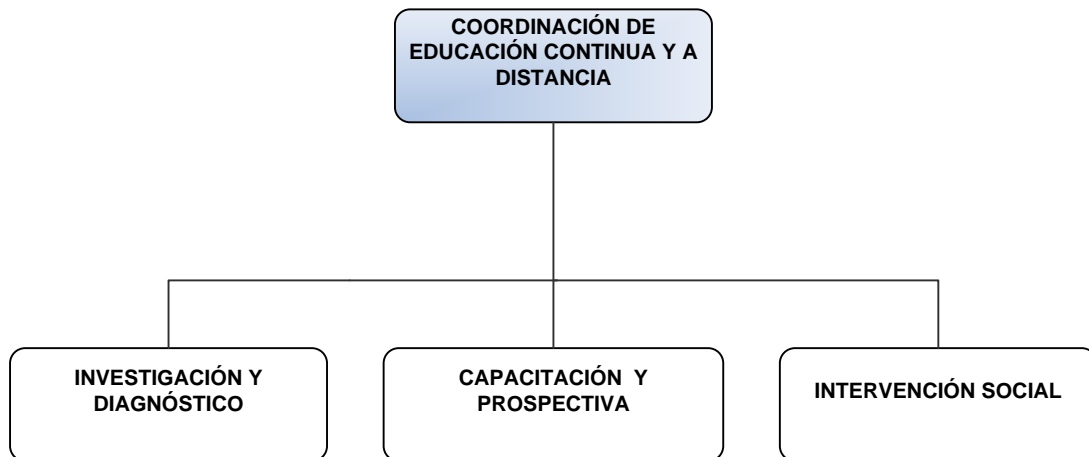 COORDINACIÓN DE
EDUCACIÓN CONTINUA Y A
DISTANCIA
INVESTIGACIÓN Y
DIAGNÓSTICO
CAPACITACIÓN Y
PROSPECTIVA
INTERVENCIÓN SOCIAL